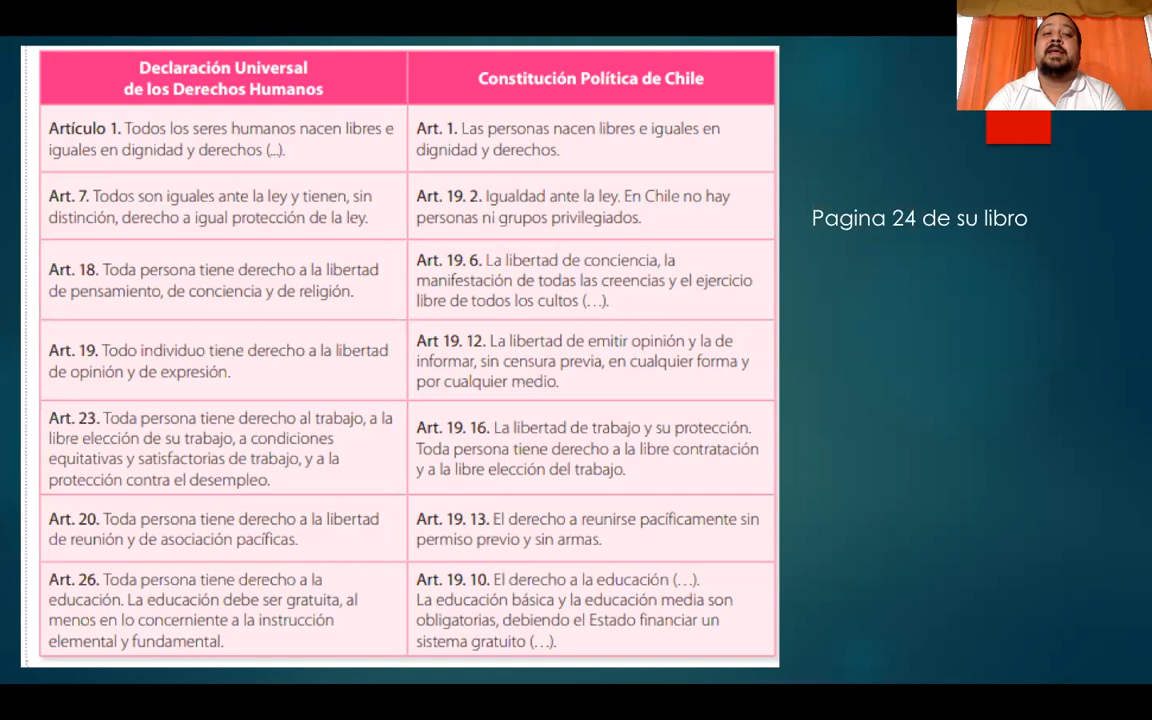 Declaración Universal
de los Derechos Humanos
Constitución Política de Chile
Artículo 1. Todos los seres humanos nacen libres e
iguales en dignidad y derechos (...).
Art. 1. Las personas nacen libres e iguales en
dignidad y derechos.
Art. 7. Todos son iguales ante la ley y tienen, sin
distinción, derecho a igual protección de la ley.
Art. 19. 2. Igualdad ante la ley. En Chile no hay
personas ni grupos privilegiados.
Art. 18. Toda persona tiene derecho a la libertad
de pensamiento, de conciencia y de religión.
Art. 19. 6. La libertad de conciencia, la
manifestación de todas las creencias y el ejercicio
libre de todos los cultos (…).
Art. 19. Todo individuo tiene derecho a la libertad
de opinión y de expresión.
Art 19. 12. La libertad de emitir opinión y la de
informar, sin censura previa, en cualquier forma y
por cualquier medio.
Art. 23. Toda persona tiene derecho al trabajo, a la
libre elección de su trabajo, a condiciones
equitativas y satisfactorias de trabajo, y a la
protección contra el desempleo.
Art. 19. 16. La libertad de trabajo y su protección.
Toda persona tiene derecho a la libre contratación
y a la libre elección del trabajo.
Art. 20. Toda persona tiene derecho a la libertad
de reunión y de asociación pacíficas.
Art. 19. 13. El derecho a reunirse pacíficamente sin
permiso previo y sin armas.
Art. 26. Toda persona tiene derecho a la
educación. La educación debe ser gratuita, al
menos en lo concerniente a la instrucción
elemental y fundamental.
Art. 19. 10. El derecho a la educación (…).
La educación básica y la educación media son
obligatorias, debiendo el Estado financiar un
sistema gratuito (…).
Pagina 24 de su libro